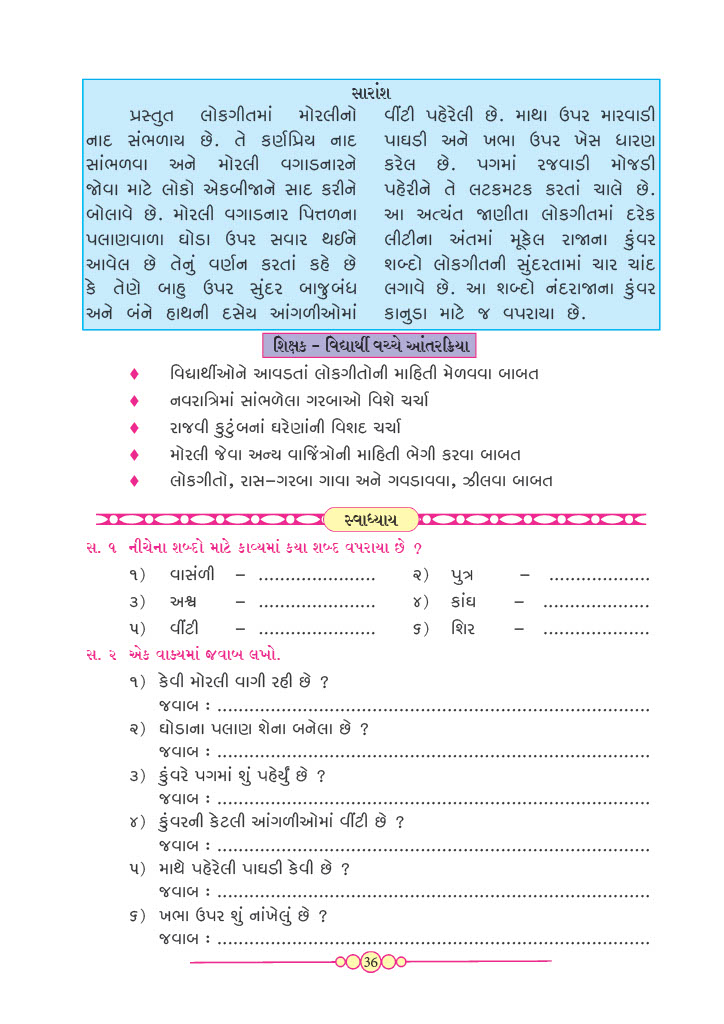 સારાંશ
પ્રસ્તુત લોકગીતમાં મોરલીનો
નાદ સંભળાય છે. તે કર્ણપ્રિય નાદ
સાંભળવા અને મોરલી વગાડનારને
જોવા માટે લોકો એકબીજાને સાદ કરીને
બોલાવે છે. મોરલી વગાડનાર પિત્તળના
પલાણવાળા ઘોડા ઉપર સવાર થઈને
આવેલ છે તેનું વર્ણન કરતાં કહે છે
કે તેણે બાહુ ઉપર સુંદર બાજુબંધ
અને બંને હાથની દસેય આંગળીઓમાં
વીંટી પહેરેલી છે. માથા ઉપર મારવાડી
પાઘડી અને ખભા ઉપર ખેસ ધારણ
કરેલ છે. પગમાં રજવાડી મોજડી
પહેરીને તે લટકમટક કરતાં ચાલે છે.
આ અત્યંત જાણીતા લોકગીતમાં દરેક
લીટીના અંતમાં મૂકેલ રાજાના કુંવર
શબ્દો લોકગીતની સુંદરતામાં ચાર ચાંદ
લગાવે છે. આ શબ્દો નંદરાજાના કુંવર
કાનુડા માટે જ વપરાયા છે.
શિક્ષક - વિદ્યાર્થી વચ્ચે આંતરક્રિયા
♦ વિદ્યાર્થીઓને આવડતાં લોકગીતોની માહિતી મેળવવા બાબત
♦ નવરાત્રિમાં સાંભળેલા ગરબાઓ વિશે ચર્ચા
♦ રાજવી કુટુંબનાં ઘરેણાંની વિશદ ચર્ચા
♦ મોરલી જેવા અન્ય વાજિંત્રોની માહિતી ભેગી કરવા બાબત
♦ લોકગીતો, રાસ-ગરબા ગાવા અને ગવડાવવા, ઝીલવા બાબત
સ્વાધ્યાય
સ. ૧ નીચેના શબ્દો માટે કાવ્યમાં કયા શબ્દ વપરાયા છે ?
૧) વાસંળી – ...................... ૨) પુત્ર – ...................
૩) અશ્વ – ...................... ૪) કાંધ – ....................
૫) વીંટી – ...................... ૬) શિર – ....................
સ. ૨ એક વાક્યમાં જવાબ લખો.
૧) કેવી મોરલી વાગી રહી છે ?
જવાબ : .................................................................................
૨) ઘોડાના પલાણ શેના બનેલા છે ?
જવાબ : .................................................................................
૩) કુંવરે પગમાં શું પહેર્યું છે ?
જવાબ : .................................................................................
૪) કુંવરની કેટલી આંગળીઓમાં વીંટી છે ?
જવાબ : .................................................................................
૫) માથે પહેરેલી પાઘડી કેવી છે ?
જવાબ : .................................................................................
૬) ખભા ઉપર શું નાંખેલું છે ?
જવાબ : .................................................................................
36